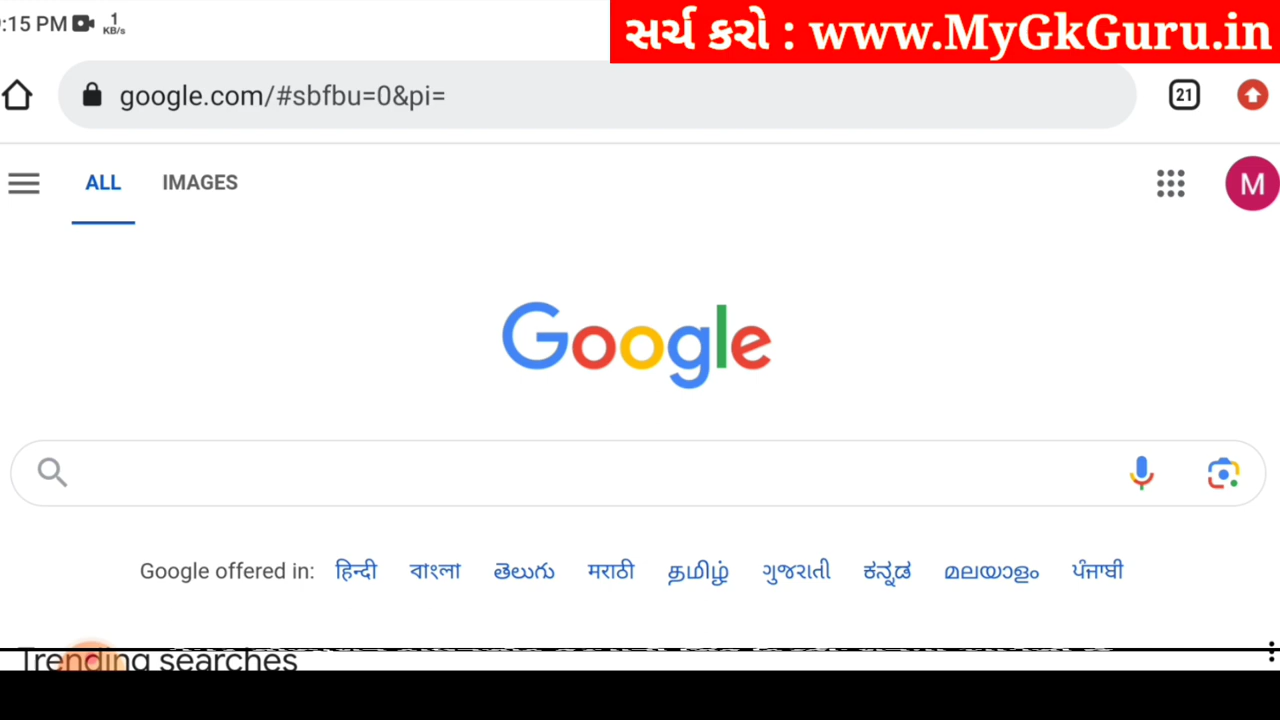 :15 PM 1 KB/s
સર્ચ કરો : www.MyGkGuru.in
google.com/#sbfbu=0&pi=
21
ALL IMAGES
M
Google
Google offered in: हिन्दी বাংলা తెలుగు मराठी தமிழ் ગુજરાતી ಕನ್ನಡ മലയാളം ਪੰਜਾਬੀ
Trending searches